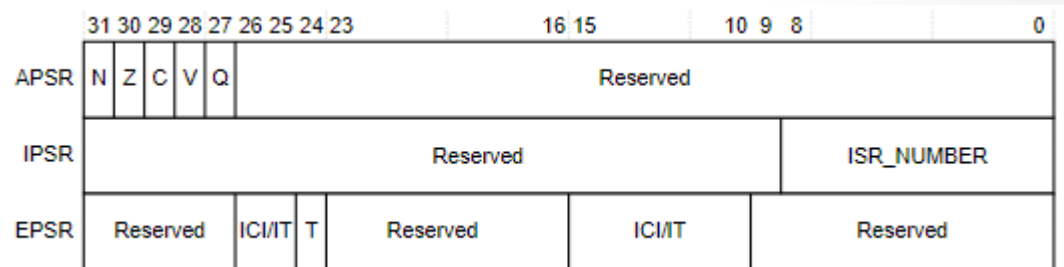 31 30 29 28 27 26 25 24 23 16 15 10 9 8 0
APSR N Z C V Q Reserved
IPSR Reserved ISR_NUMBER
EPSR Reserved ICI/IT T Reserved ICI/IT Reserved